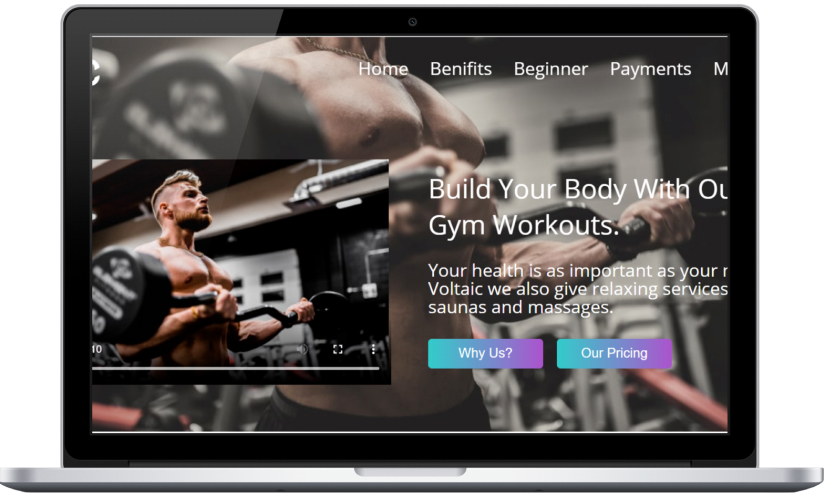 Home Benifits Beginner Payments M
Build Your Body With Ou
Gym Workouts.
Your health is as important as your
Voltaic we also give relaxing services
saunas and massages.
Why Us? Our Pricing